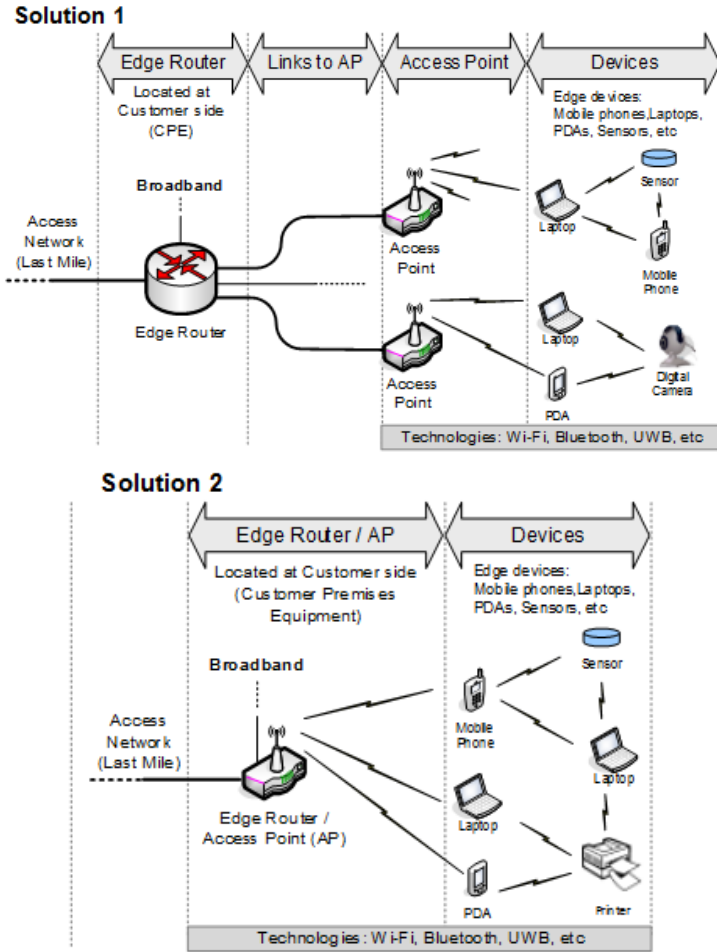 Solution 1
Edge Router
Links to AP
Access Point
Devices
Located at
Customer side
(CPE)
Edge devices:
Mobile phones,Laptops,
PDAs, Sensors, etc
Broadband
Sensor
Access
Network
(Last Mile)
Laptop
Access
Point
Mobile
Phone
Edge Router
Laptop
Access
Point
PDA
Digital
Camera
Technologies: Wi-Fi, Bluetooth, UWB, etc
Solution 2
Edge Router / AP
Devices
Located at Customer side
(Customer Premises
Equipment)
Edge devices:
Mobile phones,Laptops,
PDAs, Sensors, etc
Broadband
Sensor
Mobile
Phone
Access
Network
(Last Mile)
Laptop
Laptop
Edge Router /
Access Point (AP)
PDA
Printer
Technologies: Wi-Fi, Bluetooth, UWB, etc